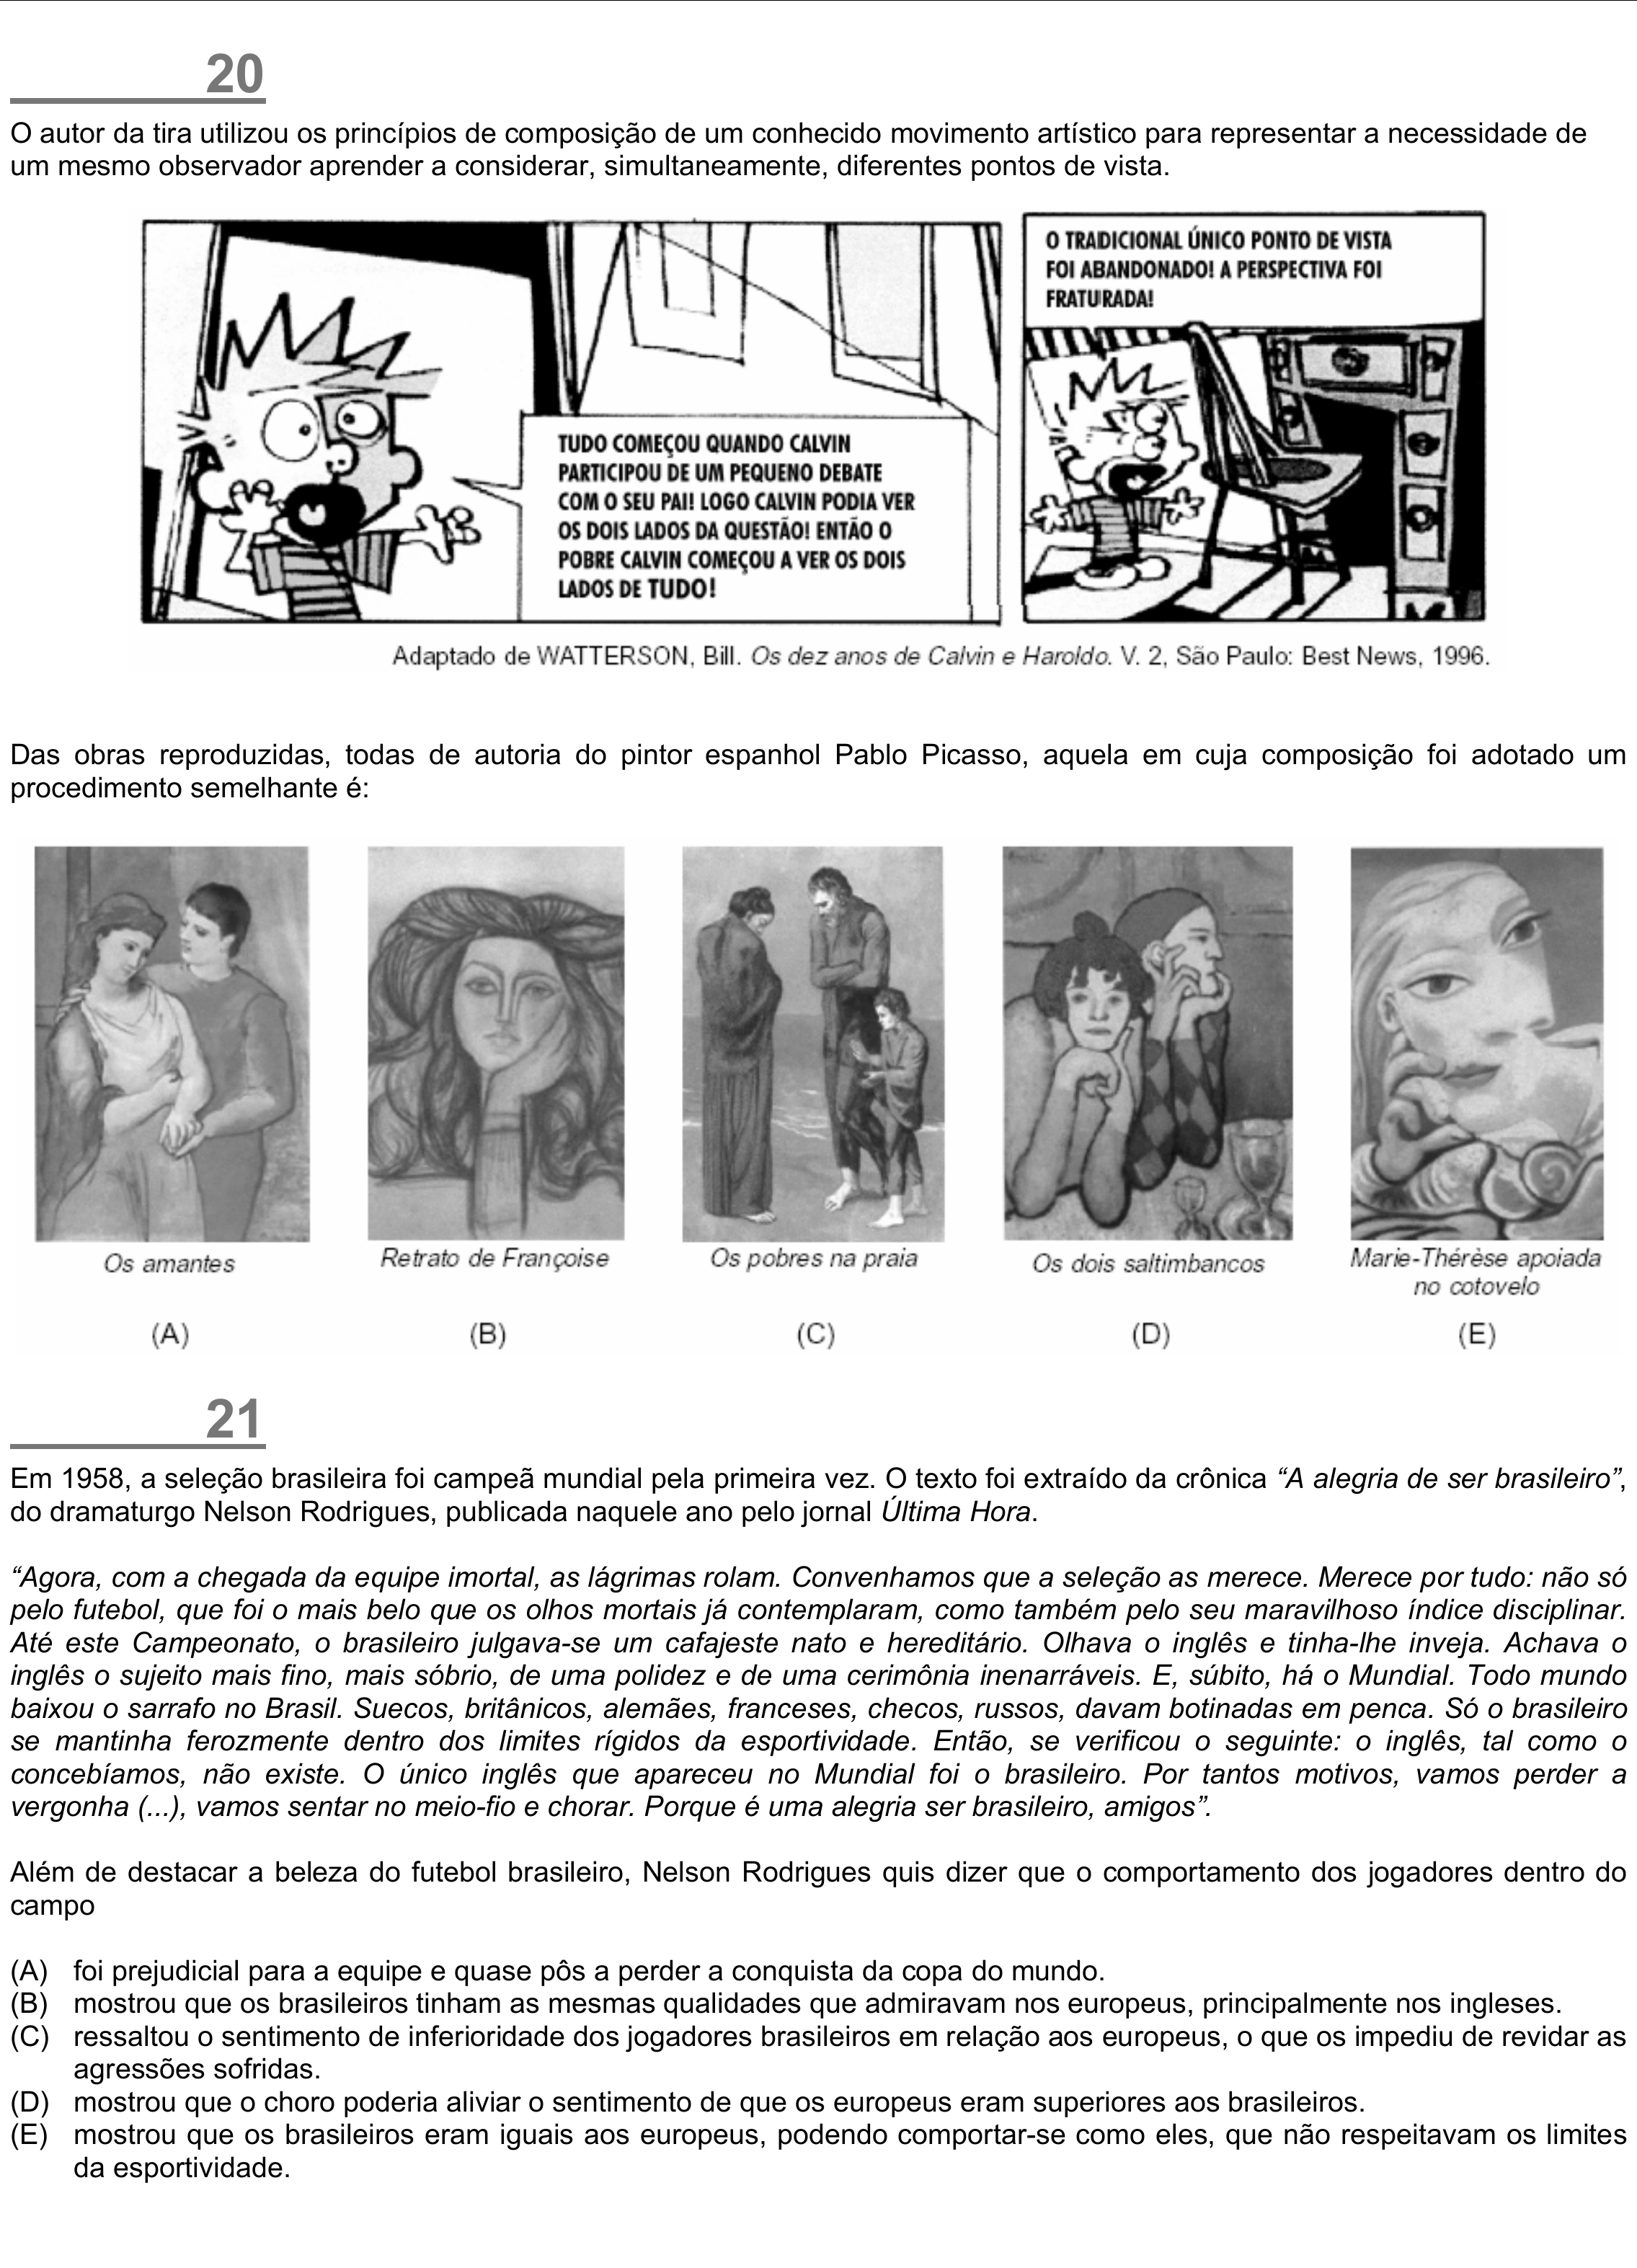 20
O autor da tira utilizou os princípios de composição de um conhecido movimento artístico para representar a necessidade de
um mesmo observador aprender a considerar, simultaneamente, diferentes pontos de vista.
TUDO COMEÇOU QUANDO CALVIN
PARTICIPOU DE UM PEQUENO DEBATE
COM O SEU PAI! LOGO CALVIN PODIA VER
OS DOIS LADOS DA QUESTÃO! ENTÃO O
POBRE CALVIN COMEÇOU A VER OS DOIS
LADOS DE TUDO!
O TRADICIONAL ÚNICO PONTO DE VISTA
FOI ABANDONADO! A PERSPECTIVA FOI
FRATURADA!
Adaptado de WATTERSON, Bill. Os dez anos de Calvin e Haroldo. V. 2, São Paulo: Best News, 1996.
Das obras reproduzidas, todas de autoria do pintor espanhol Pablo Picasso, aquela em cuja composição foi adotado um
procedimento semelhante é:
Os amantes
(A)
Retrato de Françoise
(B)
Os pobres na praia
(C)
Os dois saltimbancos
(D)
Marie-Thérèse apoiada
no cotovelo
(E)
21
Em 1958, a seleção brasileira foi campeã mundial pela primeira vez. O texto foi extraído da crônica “A alegria de ser brasileiro”,
do dramaturgo Nelson Rodrigues, publicada naquele ano pelo jornal Última Hora.
“Agora, com a chegada da equipe imortal, as lágrimas rolam. Convenhamos que a seleção as merece. Merece por tudo: não só
pelo futebol, que foi o mais belo que os olhos mortais já contemplaram, como também pelo seu maravilhoso índice disciplinar.
Até este Campeonato, o brasileiro julgava-se um cafajeste nato e hereditário. Olhava o inglês e tinha-lhe inveja. Achava o
inglês o sujeito mais fino, mais sóbrio, de uma polidez e de uma cerimônia inenarráveis. E, súbito, há o Mundial. Todo mundo
baixou o sarrafo no Brasil. Suecos, britânicos, alemães, franceses, checos, russos, davam botinadas em penca. Só o brasileiro
se mantinha ferozmente dentro dos limites rígidos da esportividade. Então, se verificou o seguinte: o inglês, tal como o
concebíamos, não existe. O único inglês que apareceu no Mundial foi o brasileiro. Por tantos motivos, vamos perder a
vergonha (...), vamos sentar no meio-fio e chorar. Porque é uma alegria ser brasileiro, amigos”.
Além de destacar a beleza do futebol brasileiro, Nelson Rodrigues quis dizer que o comportamento dos jogadores dentro do
campo
(A) foi prejudicial para a equipe e quase pôs a perder a conquista da copa do mundo.
(B) mostrou que os brasileiros tinham as mesmas qualidades que admiravam nos europeus, principalmente nos ingleses.
(C) ressaltou o sentimento de inferioridade dos jogadores brasileiros em relação aos europeus, o que os impediu de revidar as
agressões sofridas.
(D) mostrou que o choro poderia aliviar o sentimento de que os europeus eram superiores aos brasileiros.
(E) mostrou que os brasileiros eram iguais aos europeus, podendo comportar-se como eles, que não respeitavam os limites
da esportividade.